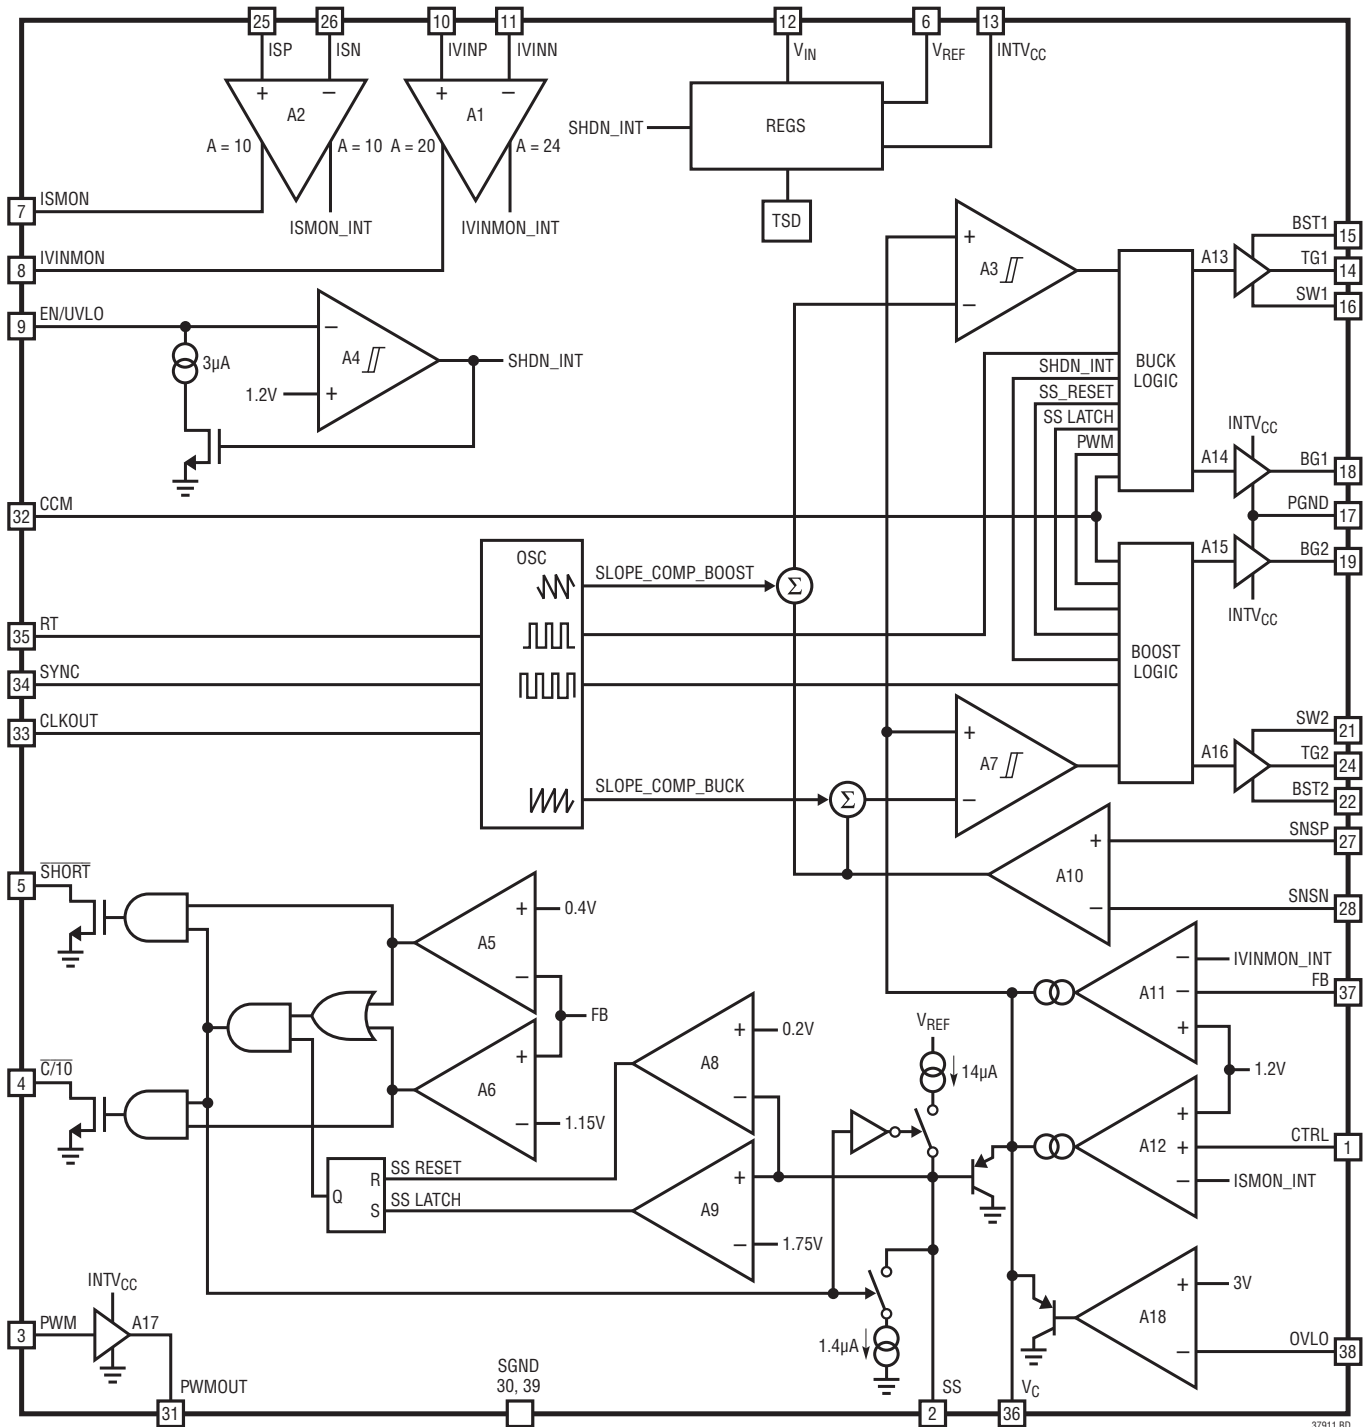 25 26 10 11 12 6 13
ISP ISN IVINP IVINN VIN VREF INTVCC
+ − + −
A2 A1
A = 10 A = 10 A = 20 A = 24
SHDN_INT REGS
TSD
7 ISMON
ISMON_INT IVINMON_INT
8 IVINMON
9 EN/UVLO
3µA
− A4 +
1.2V
SHDN_INT
+ A3 −
BUCK LOGIC
A13
BST1 15
TG1 14
SW1 16
SHDN_INT
SS_RESET
SS LATCH
PWM
INTVCC
A14
BG1 18
PGND 17
32 CCM
A15
BG2 19
INTVCC
OSC
SLOPE_COMP_BOOST
Σ
35 RT
34 SYNC
33 CLKOUT
BOOST LOGIC
+ A7 −
A16
SW2 21
TG2 24
BST2 22
SLOPE_COMP_BUCK
Σ
SNSP 27
+ A10 −
SNSN 28
5 SHORT
+ 0.4V
A5
−
FB
+
A6
− 1.15V
4 C/10
+ 0.2V
A8
−
VREF
14µA
− IVINMON_INT
A11 − FB 37
+
1.2V
+
A12 + CTRL 1
− ISMON_INT
SS RESET
R
Q
SS LATCH
S
+
A9
− 1.75V
1.4µA
+ 3V
A18
− OVLO 38
INTVCC
3 PWM A17
PWMOUT
31
SGND
30, 39
SS
2
VC
36
37911 BD